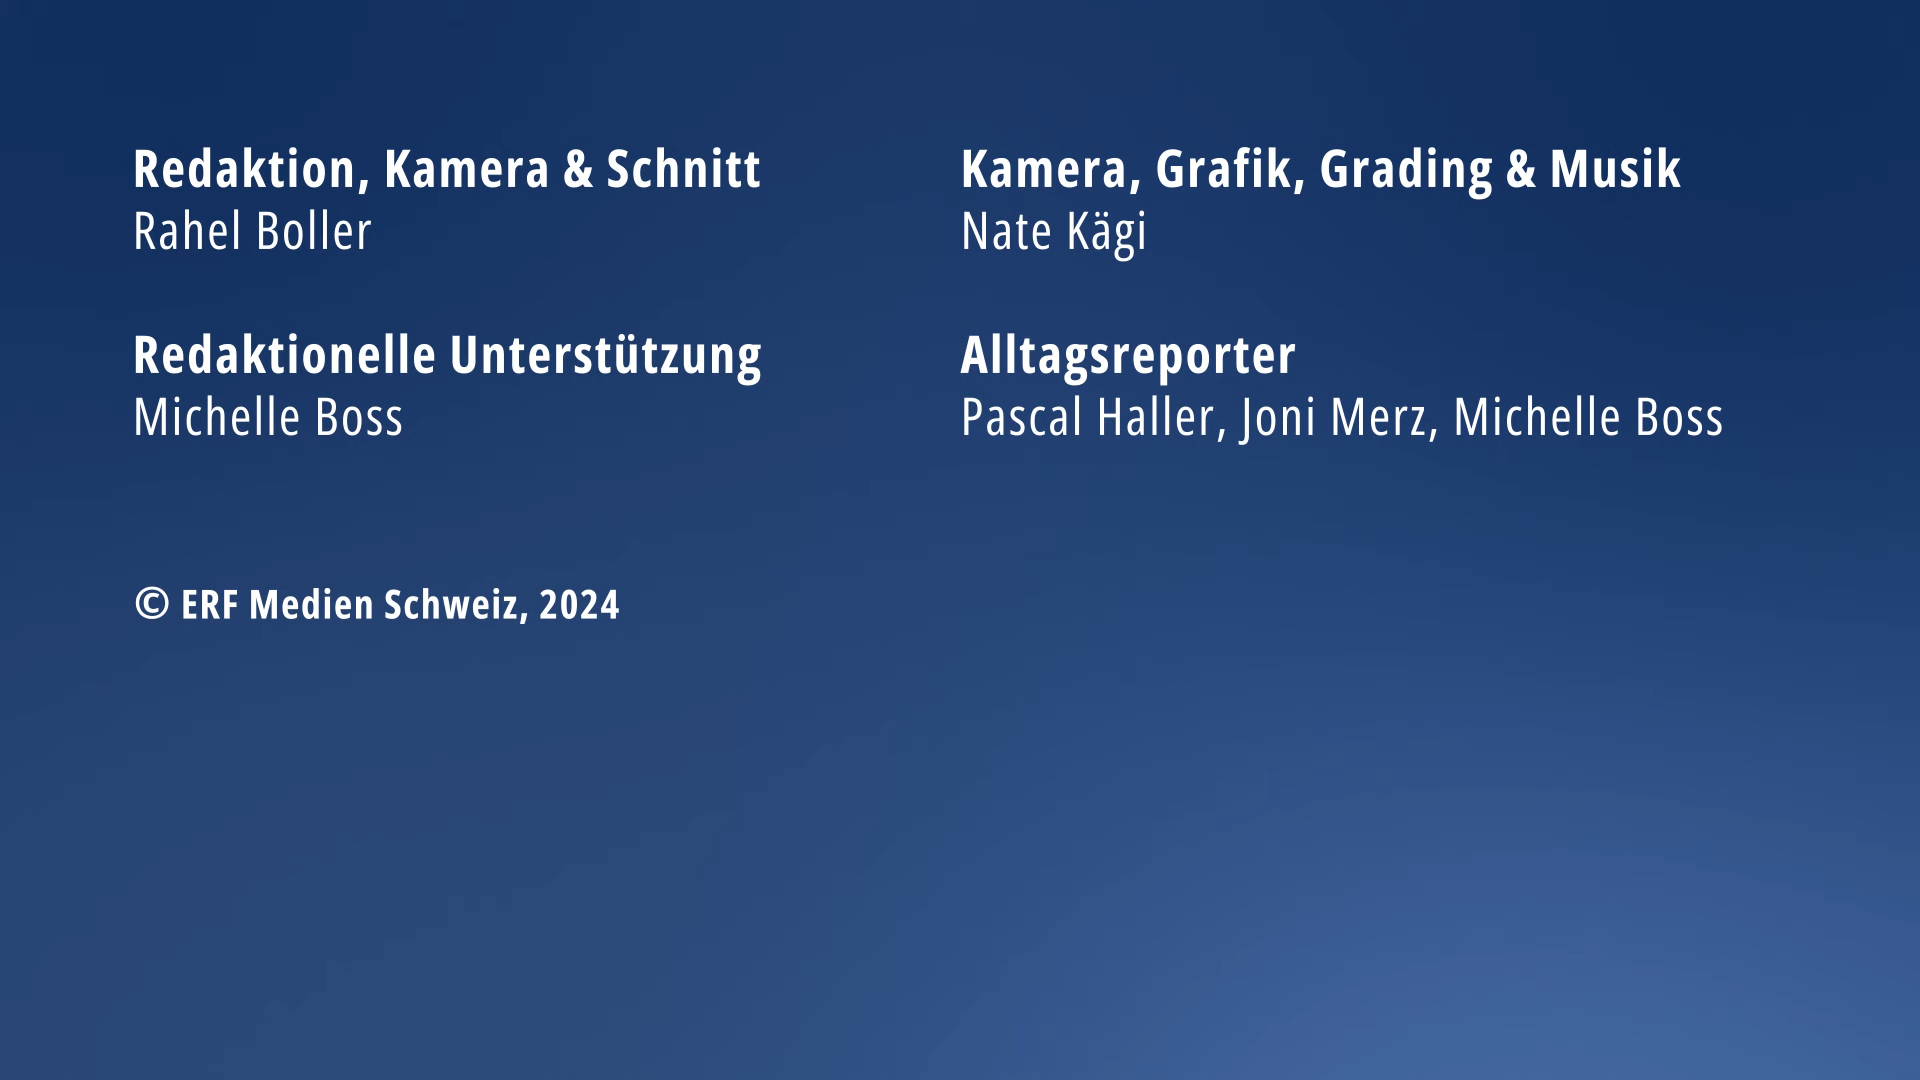 Redaktion, Kamera & Schnitt
Rahel Boller
Kamera, Grafik, Grading & Musik
Nate Kägi
Redaktionelle Unterstützung
Michelle Boss
Alltagsreporter
Pascal Haller, Joni Merz, Michelle Boss
© ERF Medien Schweiz, 2024